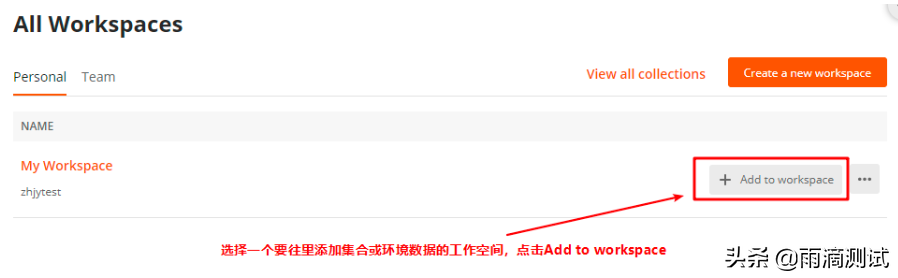 All Workspaces
Personal Team View all collections Create a new workspace
NAME
My Workspace
+ Add to workspace •••
zhjytest
选择一个要往里添加集合或环境数据的工作空间，点击Add to workspace
头条 @雨滴测试